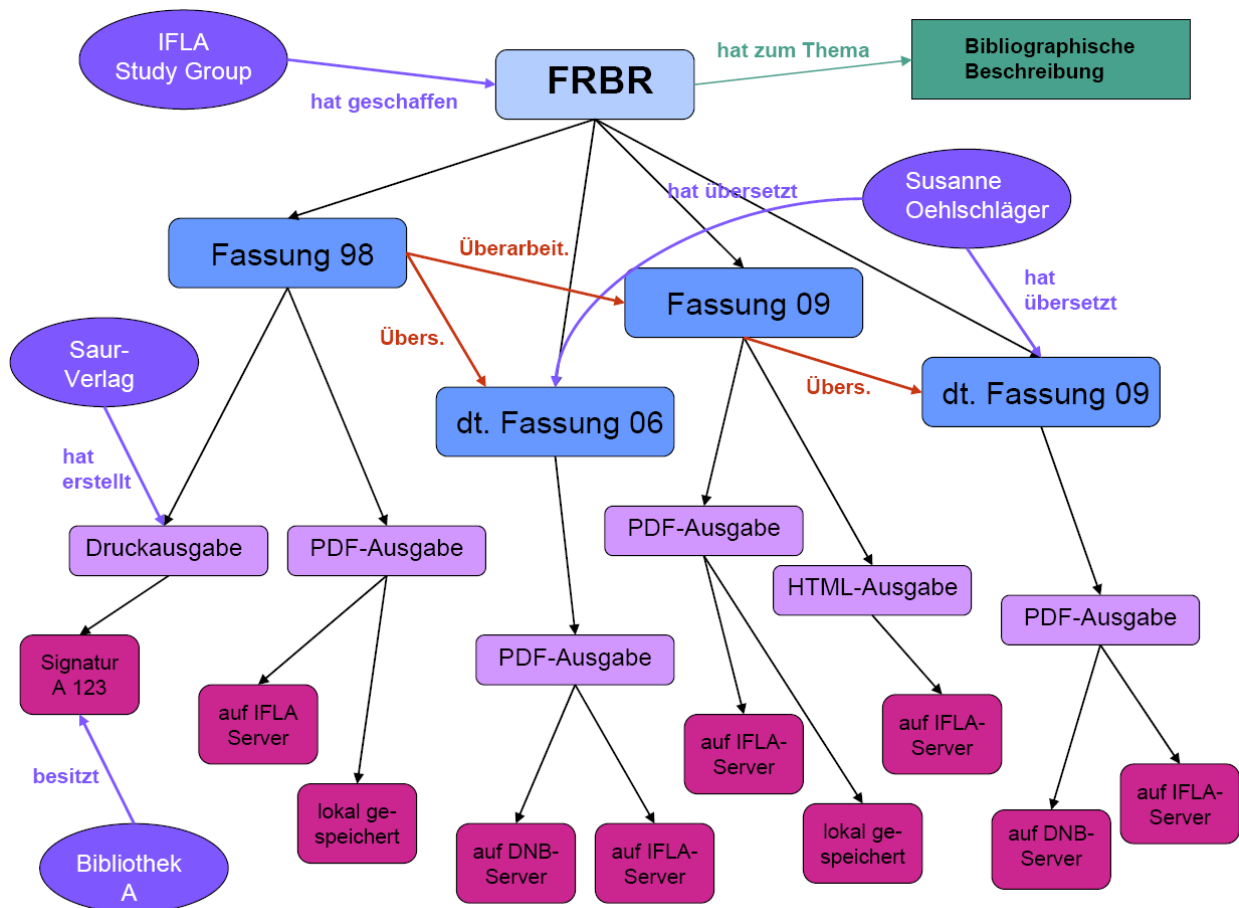 IFLA
Study Group
hat geschaffen
FRBR
hat zum Thema
Bibliographische
Beschreibung
hat übersetzt
Susanne
Oehlschläger
Fassung 98
Überarbeit.
Fassung 09
hat
übersetzt
Übers.
Saur-
Verlag
dt. Fassung 06
Übers.
dt. Fassung 09
hat
erstellt
Druckausgabe
PDF-Ausgabe
PDF-Ausgabe
HTML-Ausgabe
PDF-Ausgabe
PDF-Ausgabe
Signatur
A 123
auf IFLA
Server
auf IFLA-
Server
auf IFLA-
Server
auf IFLA-
Server
besitzt
lokal ge-
speichert
auf DNB-
Server
auf IFLA-
Server
lokal ge-
speichert
auf DNB-
Server
Bibliothek
A